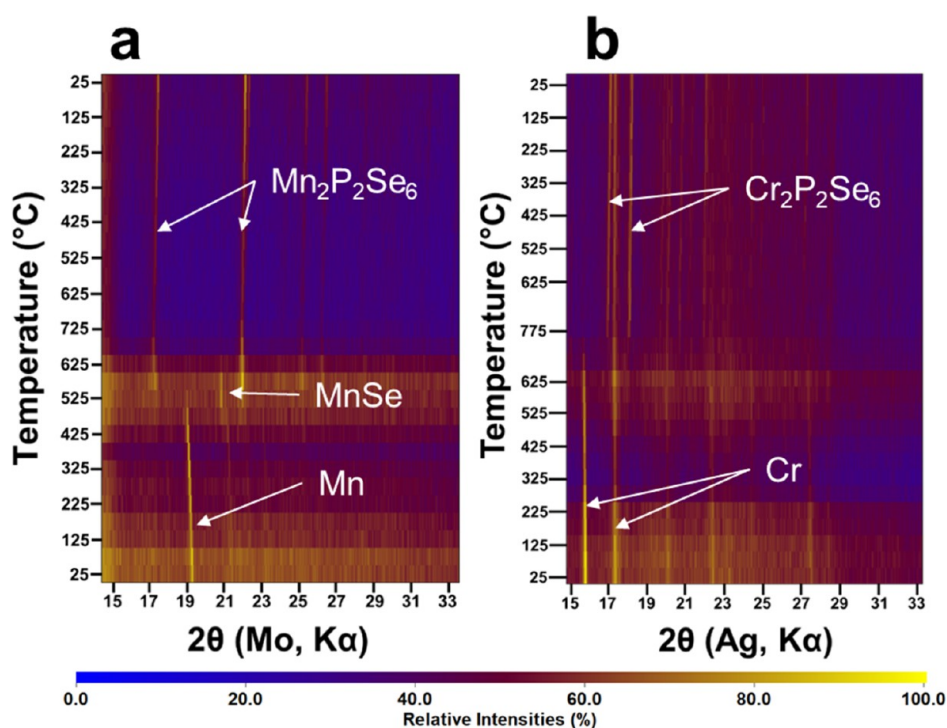 a
b
Temperature (°C)
25
125
225
325
425
525
625
725
625
525
425
325
225
125
25
Mn₂P₂Se₆
MnSe
Mn
15 17 19 21 23 25 27 29 31 33
2θ (Mo, Kα)
Temperature (°C)
25
125
225
325
425
525
625
775
625
525
425
325
225
125
25
Cr₂P₂Se₆
Cr
15 17 19 21 23 25 27 29 31 33
2θ (Ag, Kα)
0.0 20.0 40.0 60.0 80.0 100.0
Relative Intensities (%)